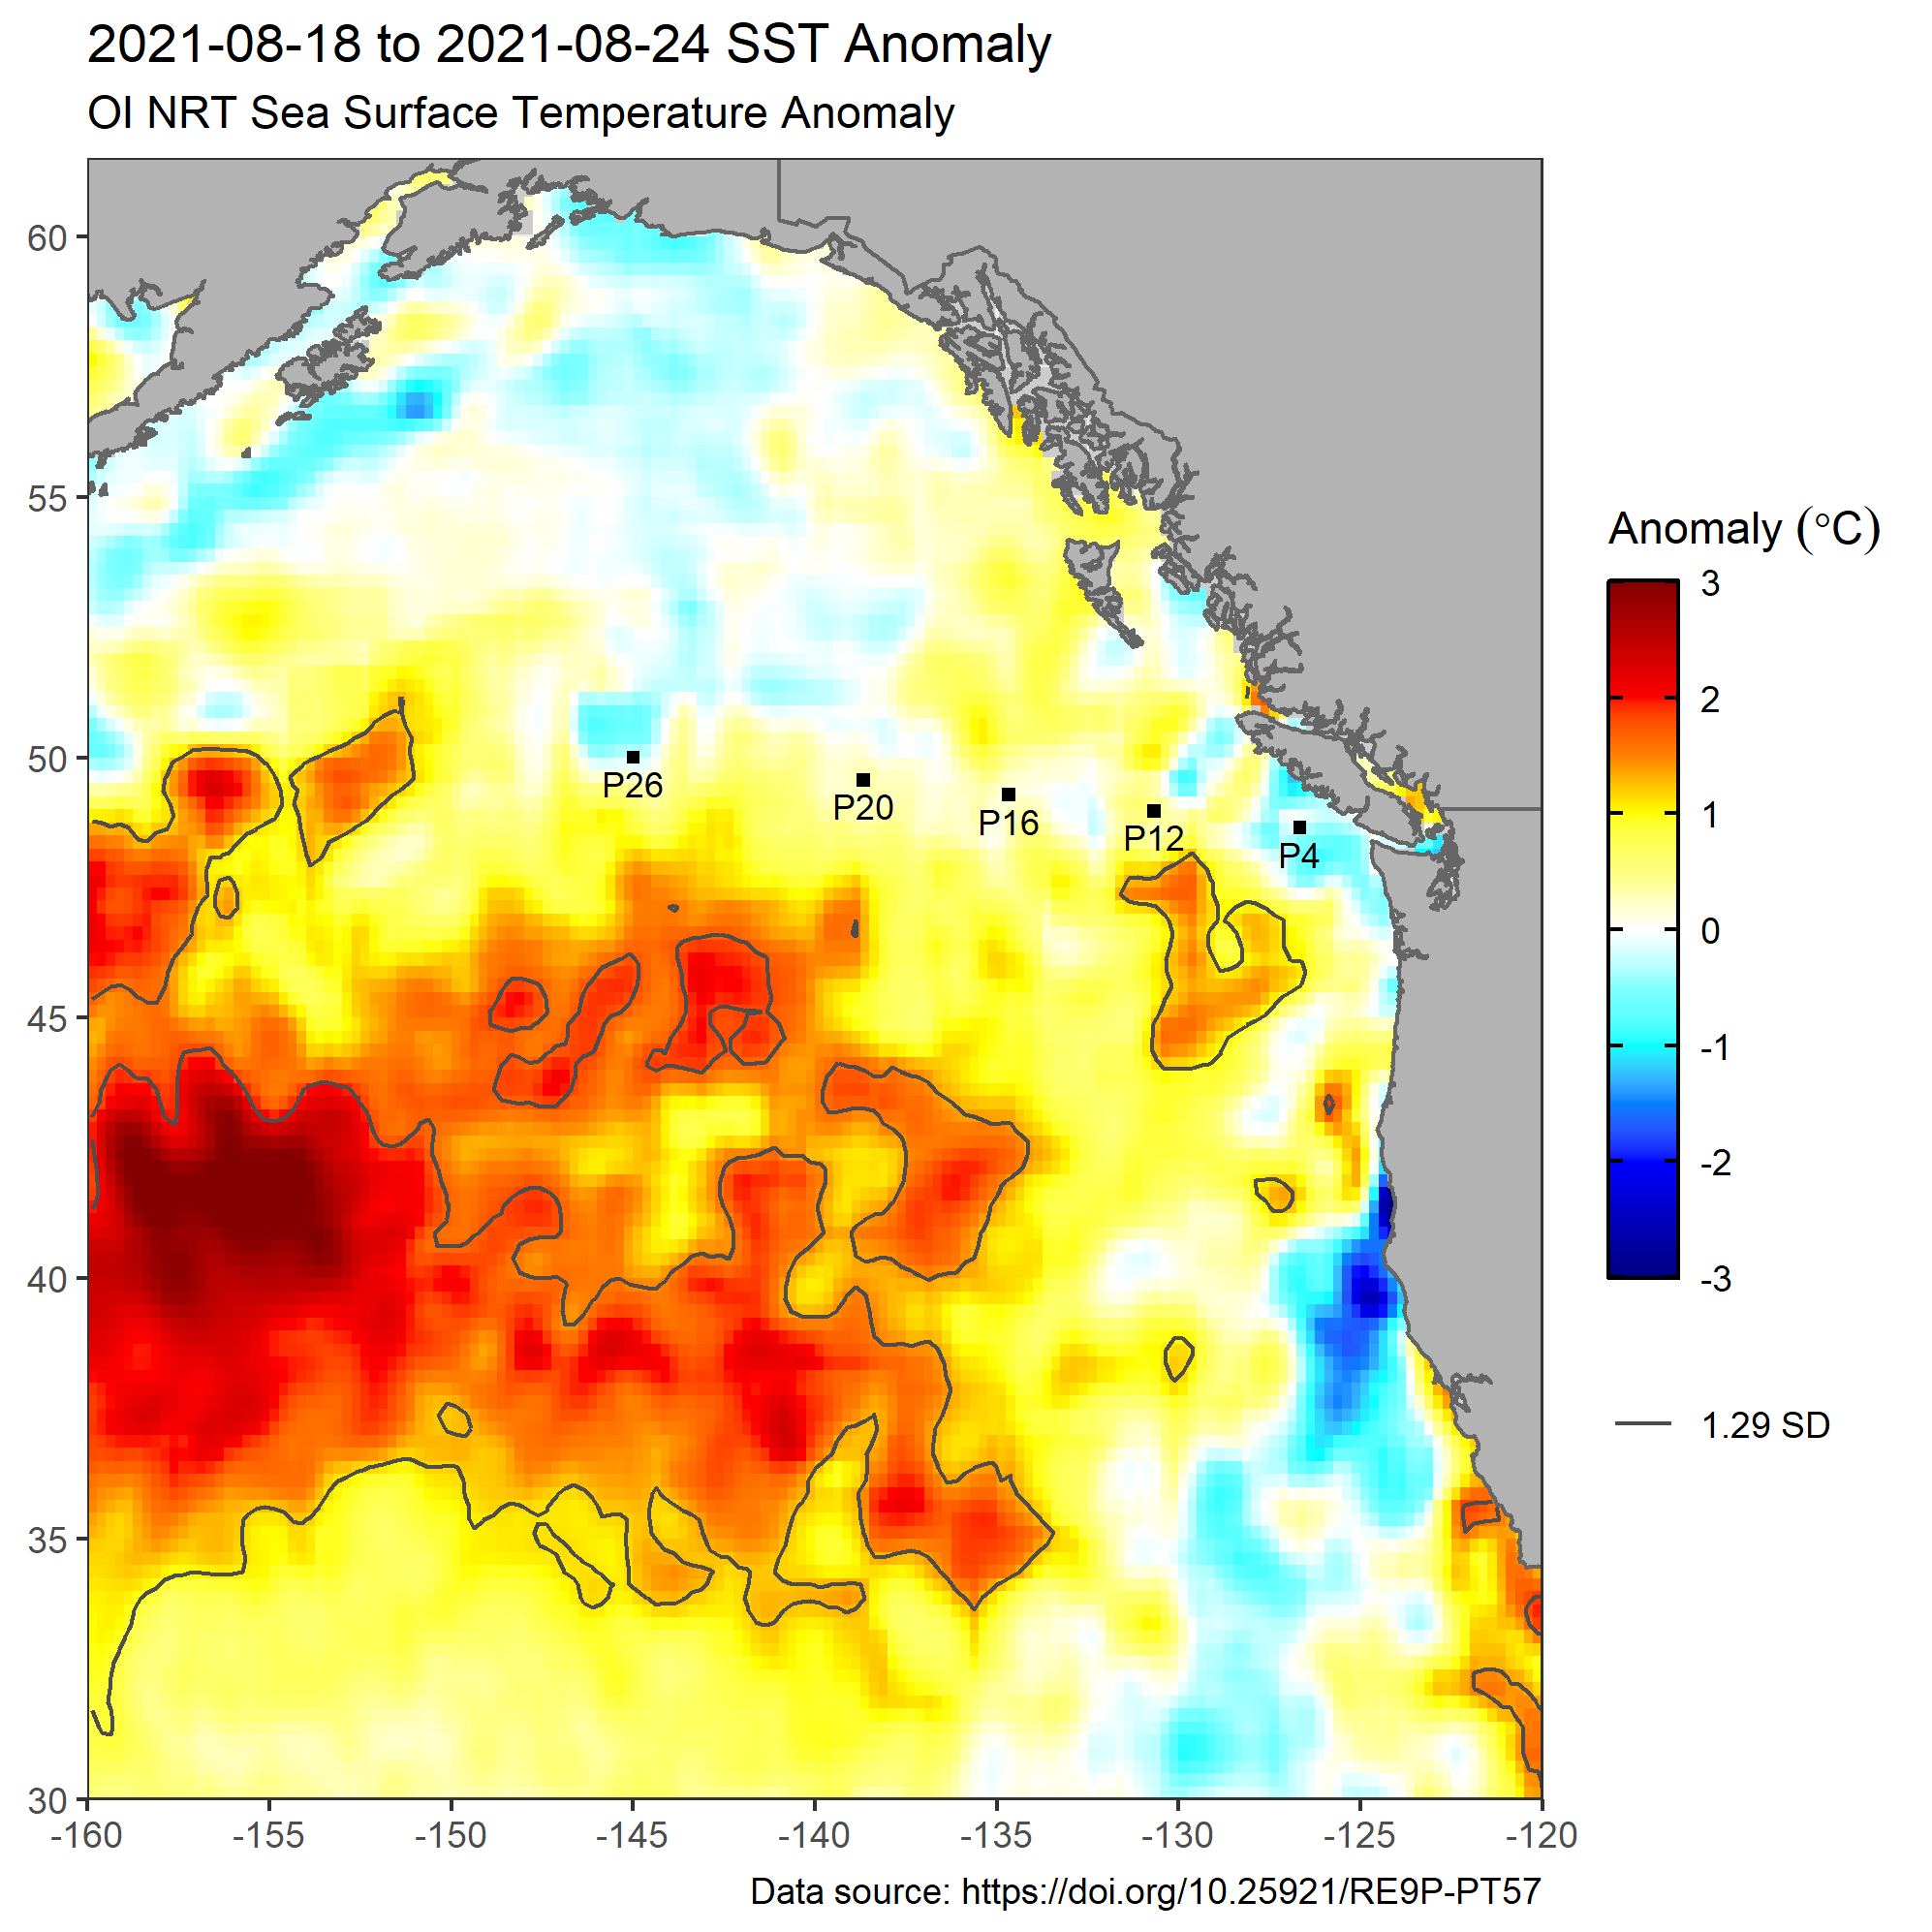 2021-08-18 to 2021-08-24 SST Anomaly
OI NRT Sea Surface Temperature Anomaly
60
55
50
45
40
35
30
-160
-155
-150
-145
-140
-135
-130
-125
-120
P26
P20
P16
P12
P4
Anomaly (°C)
3
2
1
0
-1
-2
-3
1.29 SD
Data source: https://doi.org/10.25921/RE9P-PT57